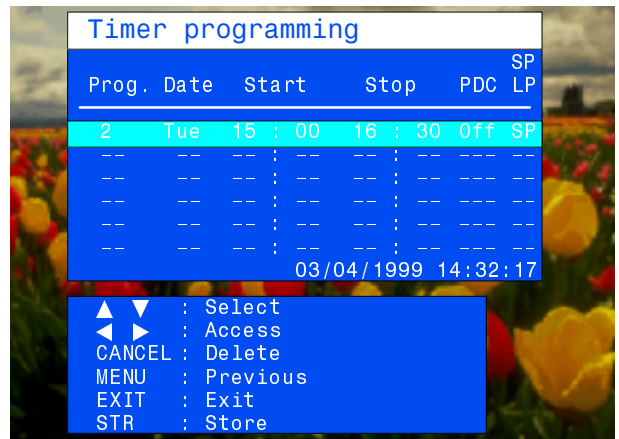 Timer programming
SP
Prog. Date Start Stop PDC LP
2 Tue 15 : 00 16 : 30 Off SP
-- -- -- : -- -- : -- --- --
-- -- -- : -- -- : -- --- --
-- -- -- : -- -- : -- --- --
-- -- -- : -- -- : -- --- --
-- -- -- : -- -- : -- --- --
03/04/1999 14:32:17
▲ ▼ : Select
◀ ▶ : Access
CANCEL : Delete
MENU : Previous
EXIT : Exit
STR : Store